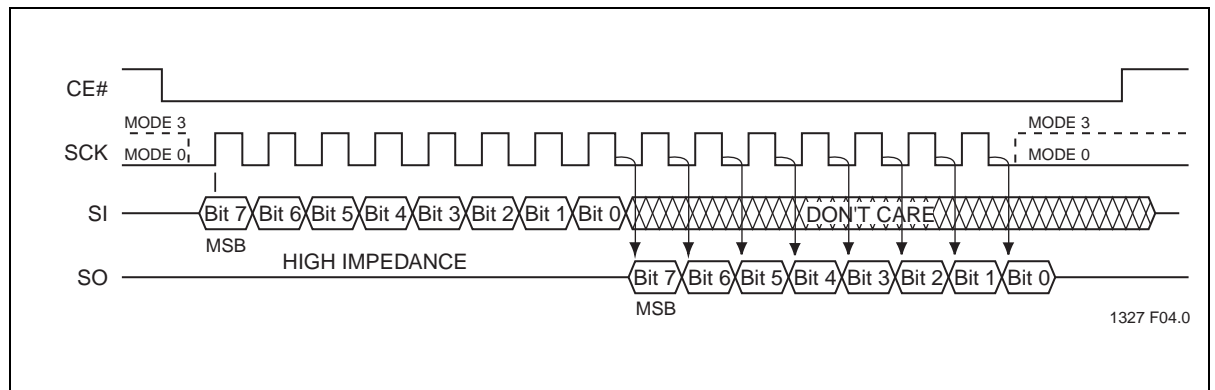 CE#
MODE 3 MODE 3
SCK MODE 0 MODE 0
SI Bit 7 Bit 6 Bit 5 Bit 4 Bit 3 Bit 2 Bit 1 Bit 0 DON'T CARE
MSB
HIGH IMPEDANCE
SO Bit 7 Bit 6 Bit 5 Bit 4 Bit 3 Bit 2 Bit 1 Bit 0
MSB
1327 F04.0